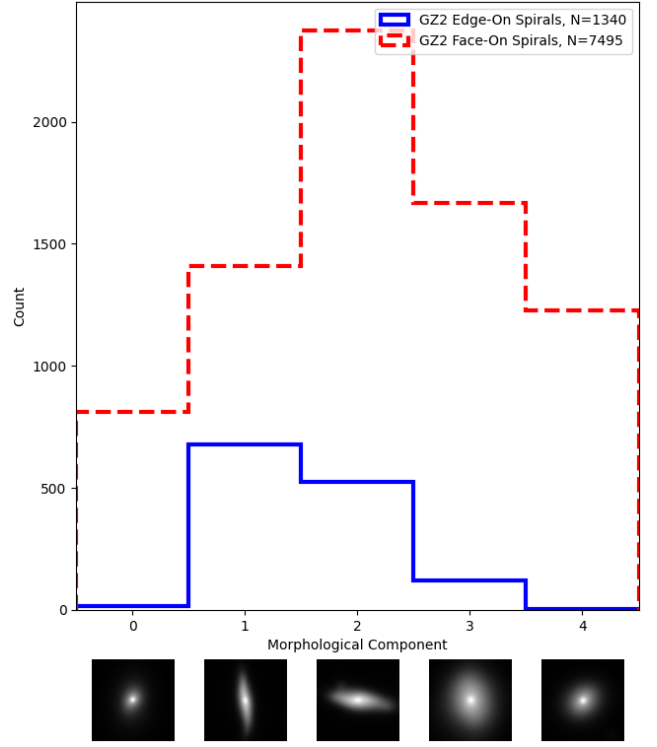 GZ2 Edge-On Spirals, N=1340
GZ2 Face-On Spirals, N=7495
2000
1500
1000
500
0
Count
0 1 2 3 4
Morphological Component